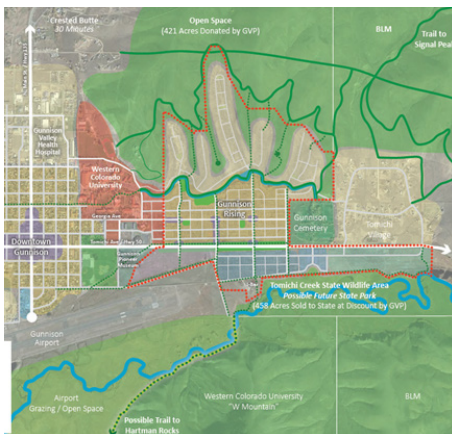 Crested Butte
30 Minutes
Open Space
(421 Acres Donated by GVP)
BLM
Trail to
Signal Peak
Gunnison
Valley
Health
Hospital
Western
Colorado
University
Georgia Ave
Gunnison
Rising
Gunnison
Cemetery
Tomichi
Downtown
Gunnison
Gunnison
Pioneer
Museum
Tomichi Creek State Wildlife Area
Possible Future State Park
(458 Acres Sold to State at Discount by GVP)
Gunnison
Airport
Airport
Grazing / Open Space
Western Colorado University
"W Mountain"
BLM
Possible Trail to
Hartman Rocks